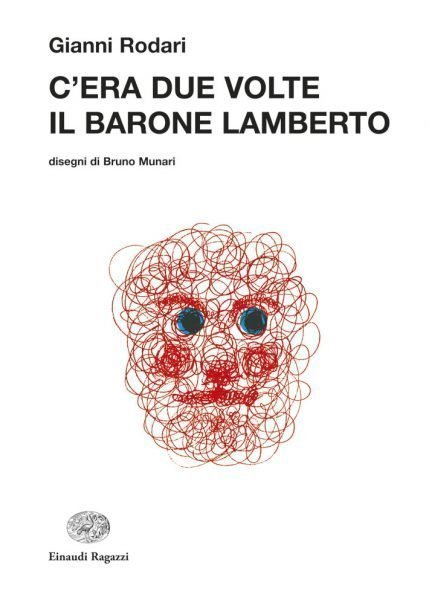 Gianni Rodari
C'ERA DUE VOLTE
IL BARONE LAMBERTO
disegni di Bruno Munari
Einaudi Ragazzi